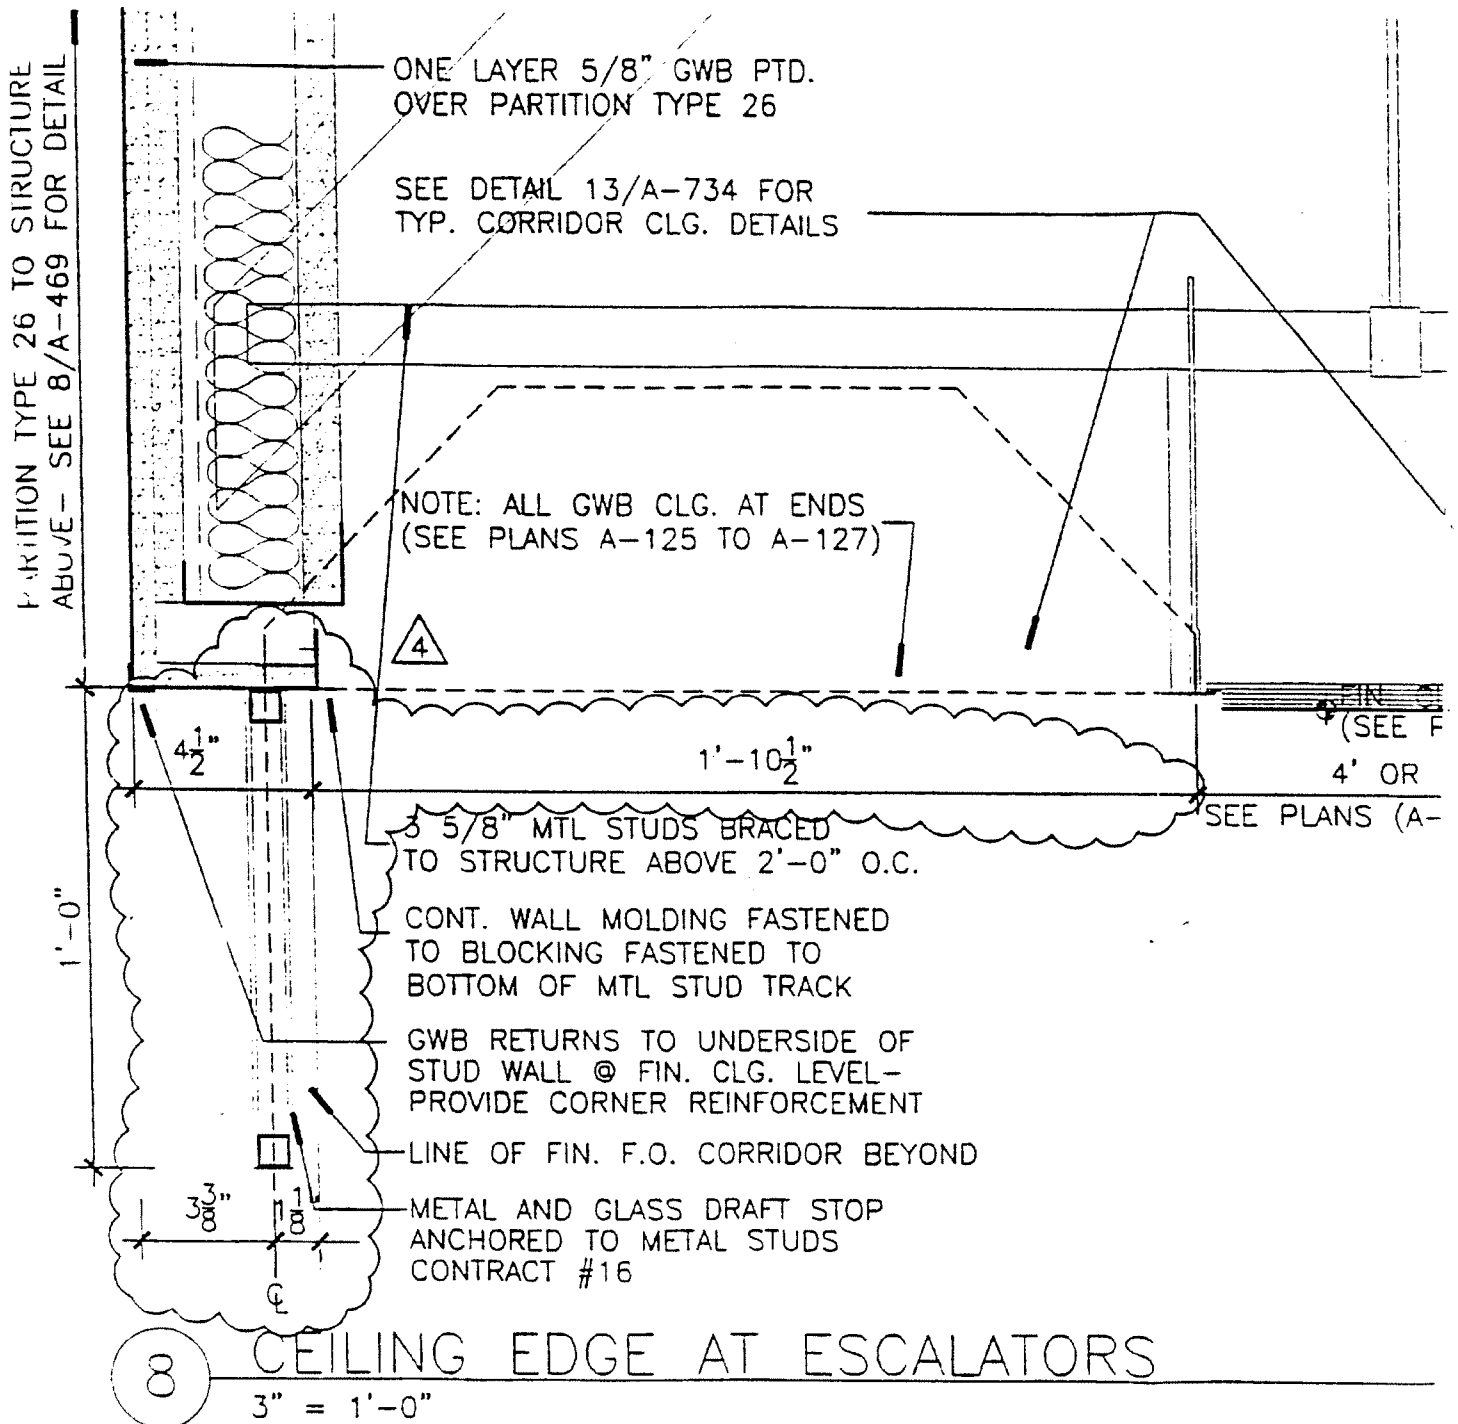 PARTITION TYPE 26 TO STRUCTURE
ABOVE- SEE 8/A-469 FOR DETAIL
ONE LAYER 5/8" GWB PTD.
OVER PARTITION TYPE 26
SEE DETAIL 13/A-734 FOR
TYP. CORRIDOR CLG. DETAILS
NOTE: ALL GWB CLG. AT ENDS
(SEE PLANS A-125 TO A-127)
4
FIN
(SEE
4 1/2"
1'-10 1/2"
4' OR
SEE PLANS (A-
3 5/8" MTL STUDS BRACED
TO STRUCTURE ABOVE 2'-0" O.C.
1'-0"
CONT. WALL MOLDING FASTENED
TO BLOCKING FASTENED TO
BOTTOM OF MTL STUD TRACK
GWB RETURNS TO UNDERSIDE OF
STUD WALL @ FIN. CLG. LEVEL-
PROVIDE CORNER REINFORCEMENT
LINE OF FIN. F.O. CORRIDOR BEYOND
3 3/8"
1 1/8
METAL AND GLASS DRAFT STOP
ANCHORED TO METAL STUDS
CONTRACT #16
℄
8
CEILING EDGE AT ESCALATORS
3" = 1'-0"